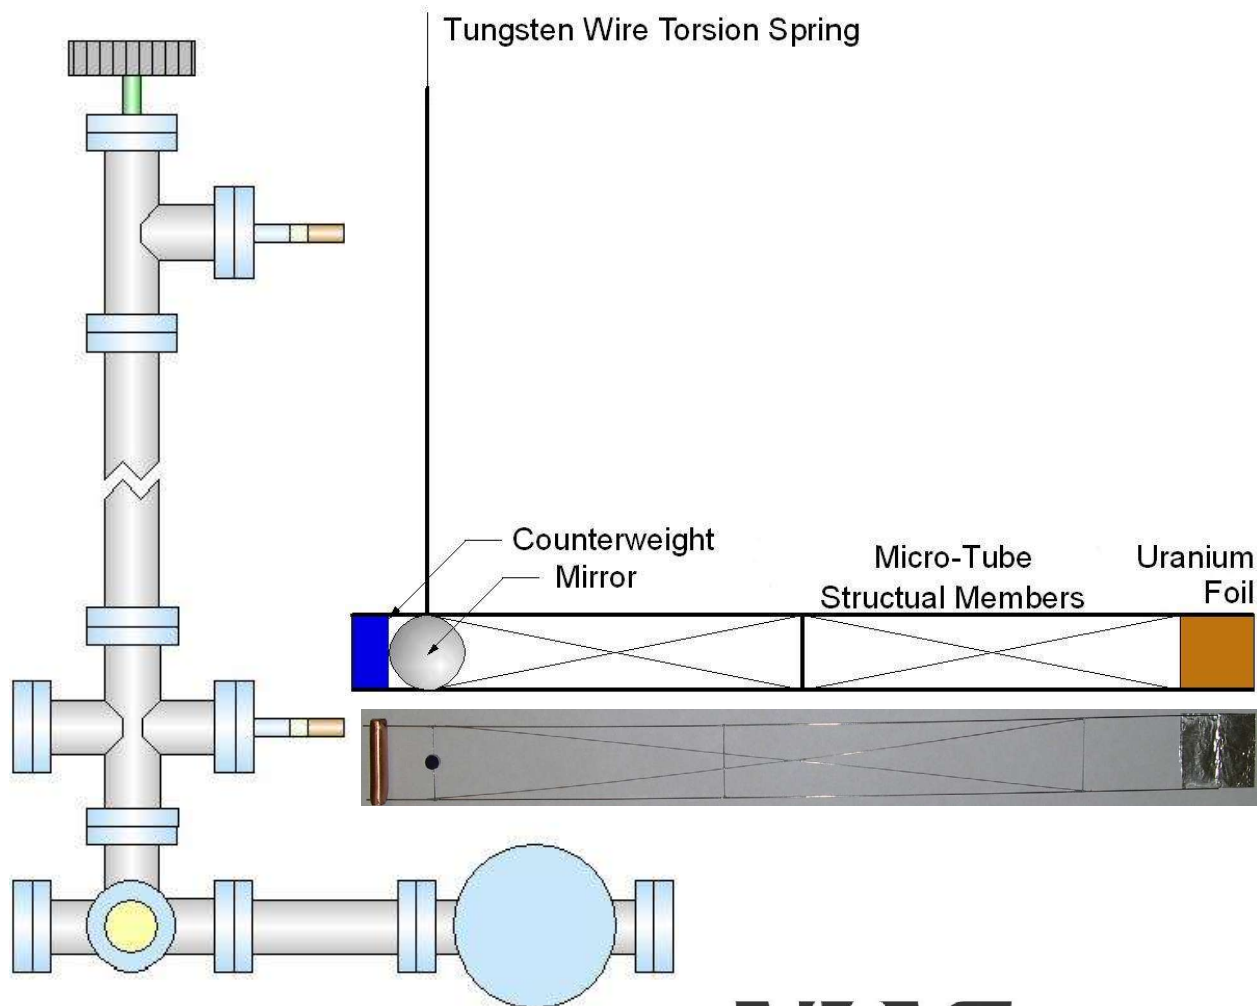 Tungsten Wire Torsion Spring
Counterweight
Mirror
Micro-Tube
Structual Members
Uranium
Foil